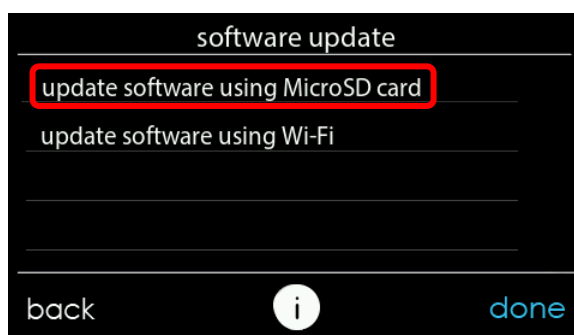 software update
update software using MicroSD card
update software using Wi-Fi
back i done